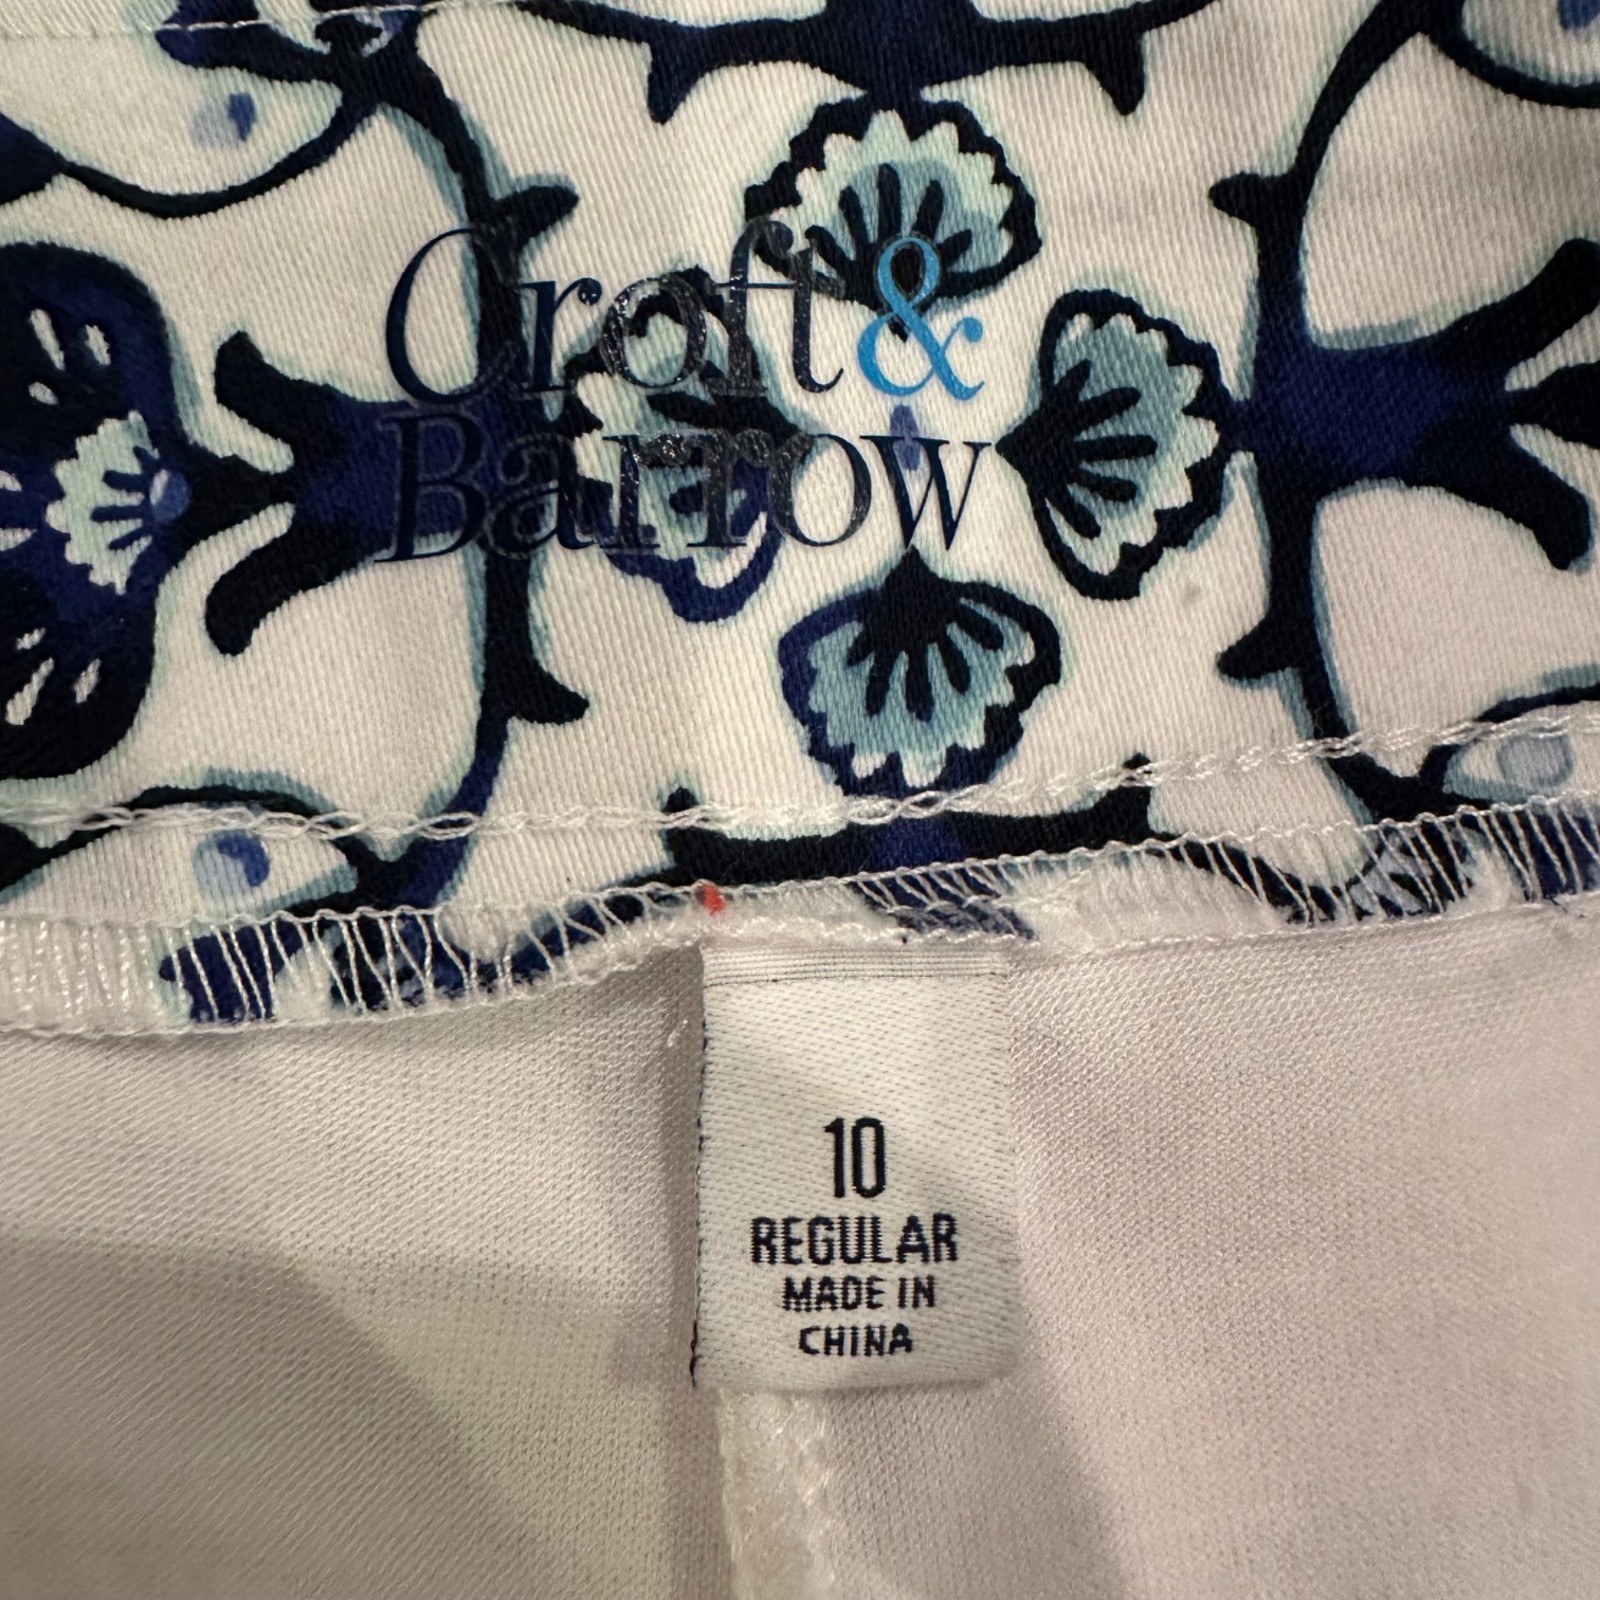 Croft &
Barrow
10
REGULAR
MADE IN
CHINA